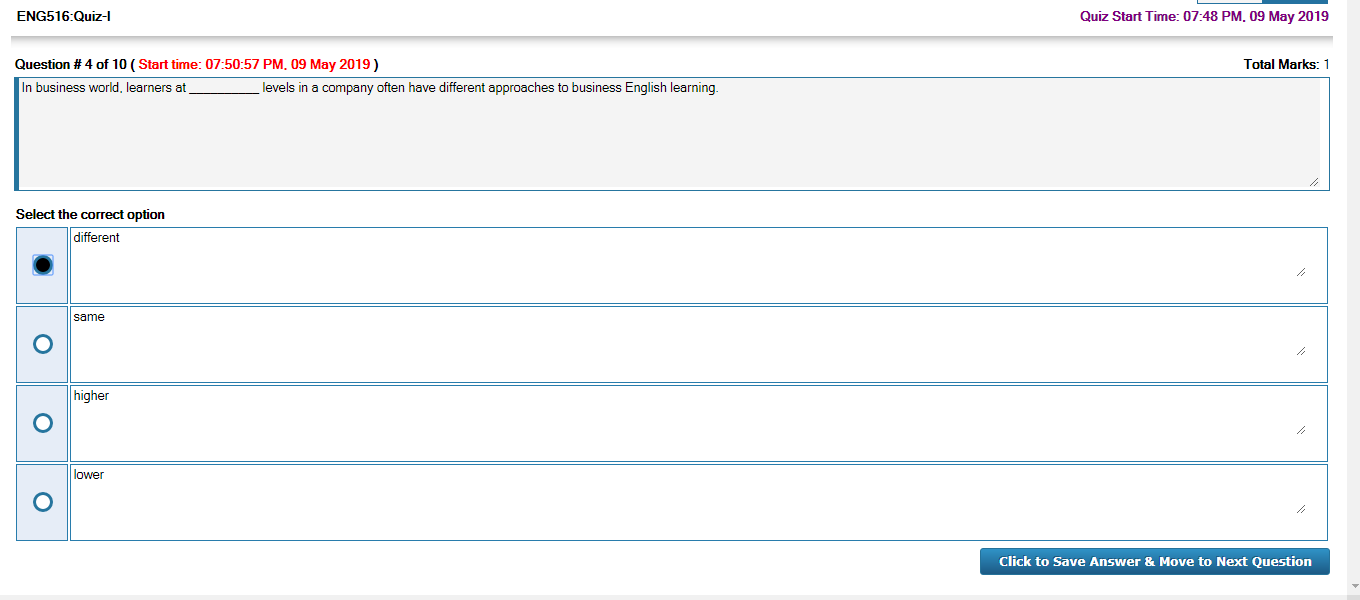 ENG516:Quiz-I
Quiz Start Time: 07:48 PM, 09 May 2019
Question # 4 of 10 ( Start time: 07:50:57 PM, 09 May 2019 )
Total Marks: 1
In business world, learners at __________ levels in a company often have different approaches to business English learning.
Select the correct option
different
same
higher
lower
Click to Save Answer & Move to Next Question